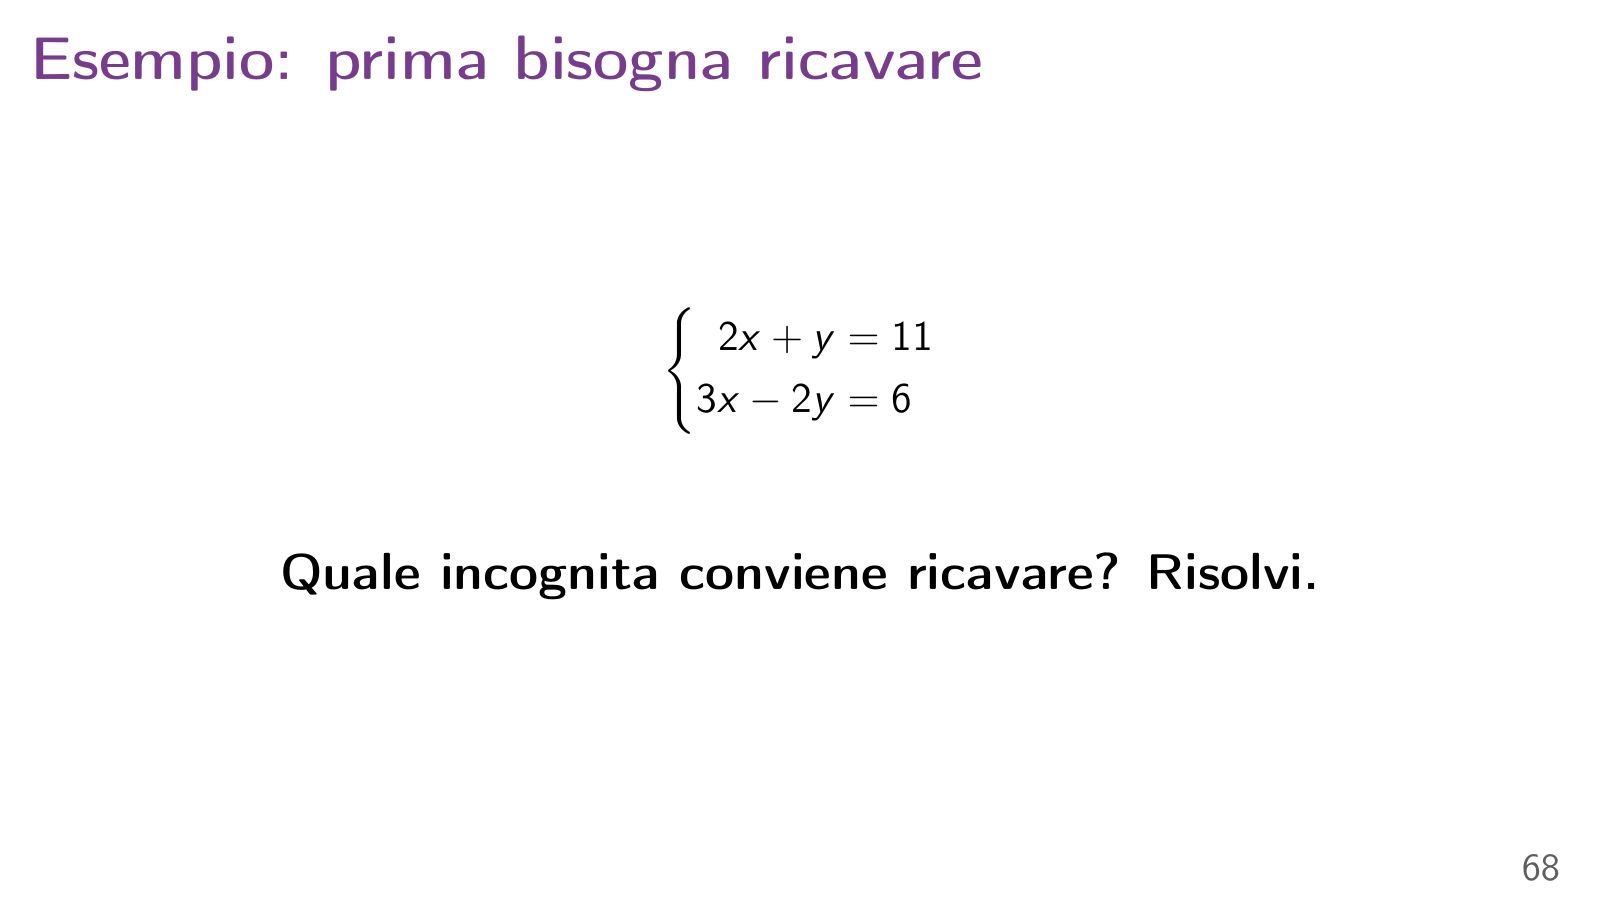 Esempio: prima bisogna ricavare
2x + y = 11
3x − 2y = 6
Quale incognita conviene ricavare? Risolvi.
68